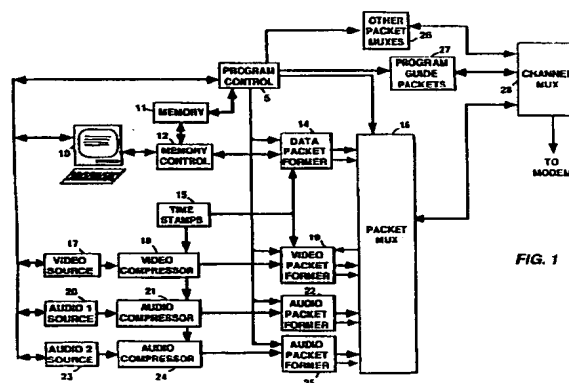 OTHER
PACKET
MUXES
26
27
PROGRAM
GUIDE
PACKETS
CHANNEL
MUX
28
TO
MODEM
PROGRAM
CONTROL
5
11
MEMORY
12
MEMORY
CONTROL
10
14
DATA
PACKET
FORMER
16
PACKET
MUX
15
TIME
STAMPS
17
VIDEO
SOURCE
18
VIDEO
COMPRESSOR
19
VIDEO
PACKET
FORMER
20
AUDIO 1
SOURCE
21
AUDIO
COMPRESSOR
22
AUDIO
PACKET
FORMER
AUDIO 2
SOURCE
23
AUDIO
COMPRESSOR
24
AUDIO
PACKET
FORMER
25
FIG. 1